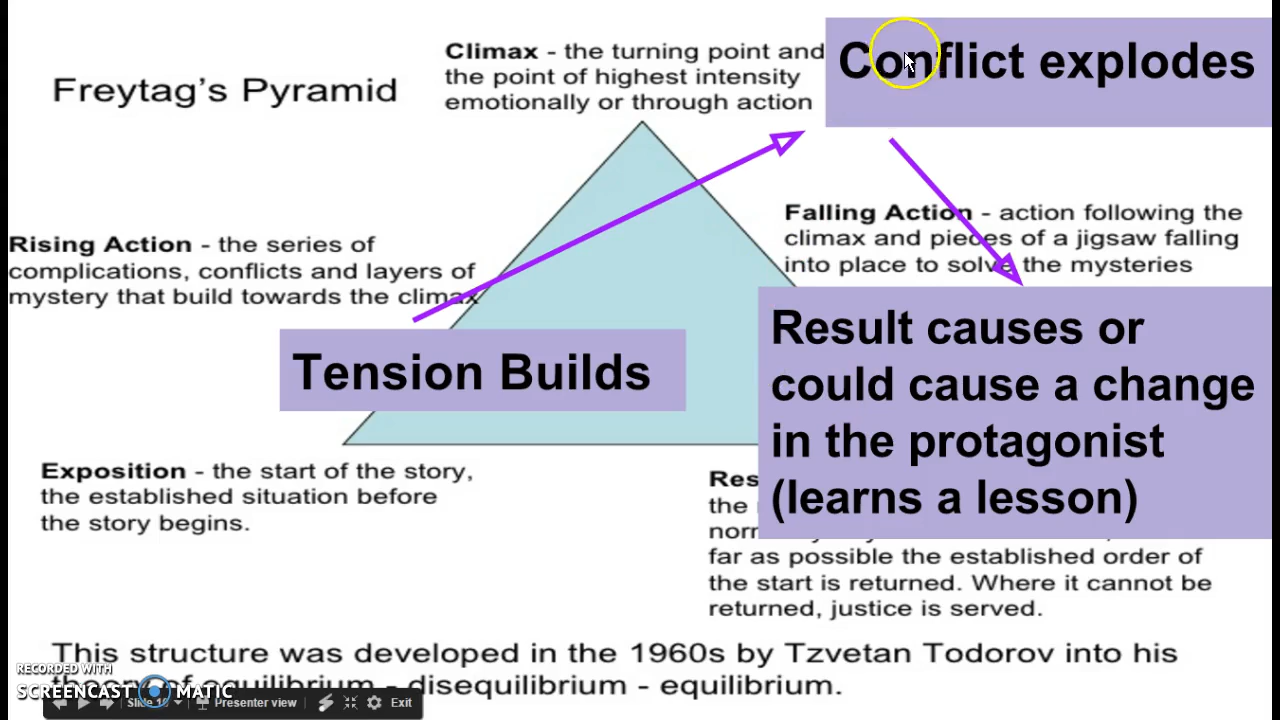 Freytag's Pyramid
Climax - the turning point and
the point of highest intensity
emotionally or through action
Conflict explodes
Rising Action - the series of
complications, conflicts and layers of
mystery that build towards the climax
Falling Action - action following the
climax and pieces of a jigsaw falling
into place to solve the mysteries
Tension Builds
Result causes or
could cause a change
in the protagonist
(learns a lesson)
Exposition - the start of the story,
the established situation before
the story begins.
the
far as possible the established order of
the start is returned. Where it cannot be
returned, justice is served.
This structure was developed in the 1960s by Tzvetan Todorov into his
theory of equilibrium - disequilibrium - equilibrium.
RECORDED WITH
SCREENCAST MATIC
Slide Presenter view Exit